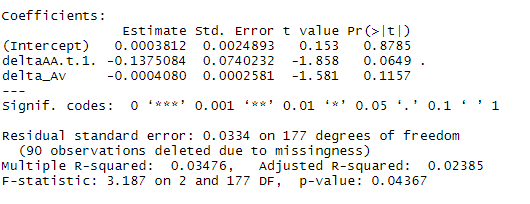 Coefficients:
Estimate Std. Error t value Pr(>|t|)
(Intercept) 0.0003812 0.0024893 0.153 0.8785
deltaAA.t.1. -0.1375084 0.0740232 -1.858 0.0649 .
delta_Av -0.0004080 0.0002581 -1.581 0.1157
---
Signif. codes: 0 ‘***’ 0.001 ‘**’ 0.01 ‘*’ 0.05 ‘.’ 0.1 ‘ ’ 1
Residual standard error: 0.0334 on 177 degrees of freedom
(90 observations deleted due to missingness)
Multiple R-squared: 0.03476, Adjusted R-squared: 0.02385
F-statistic: 3.187 on 2 and 177 DF, p-value: 0.04367